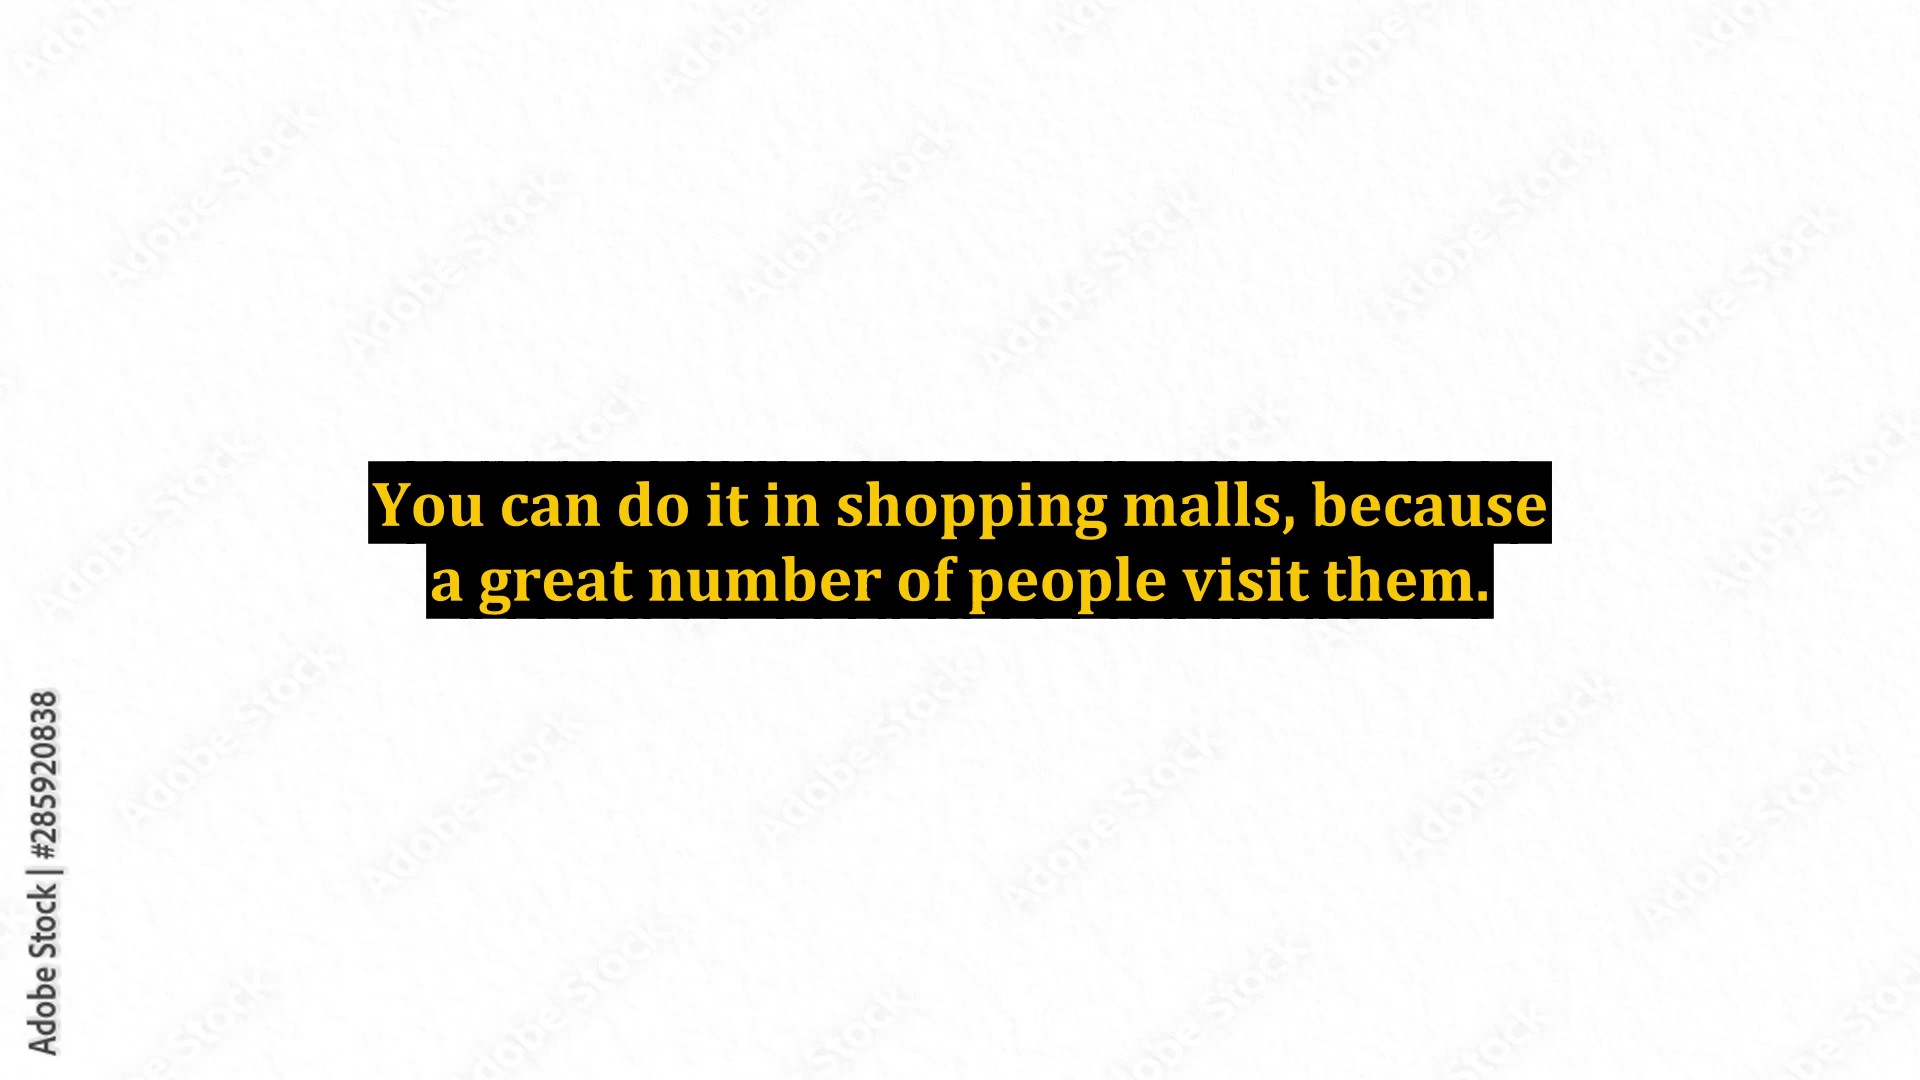 You can do it in shopping malls, because
a great number of people visit them.
Adobe Stock | #285920838